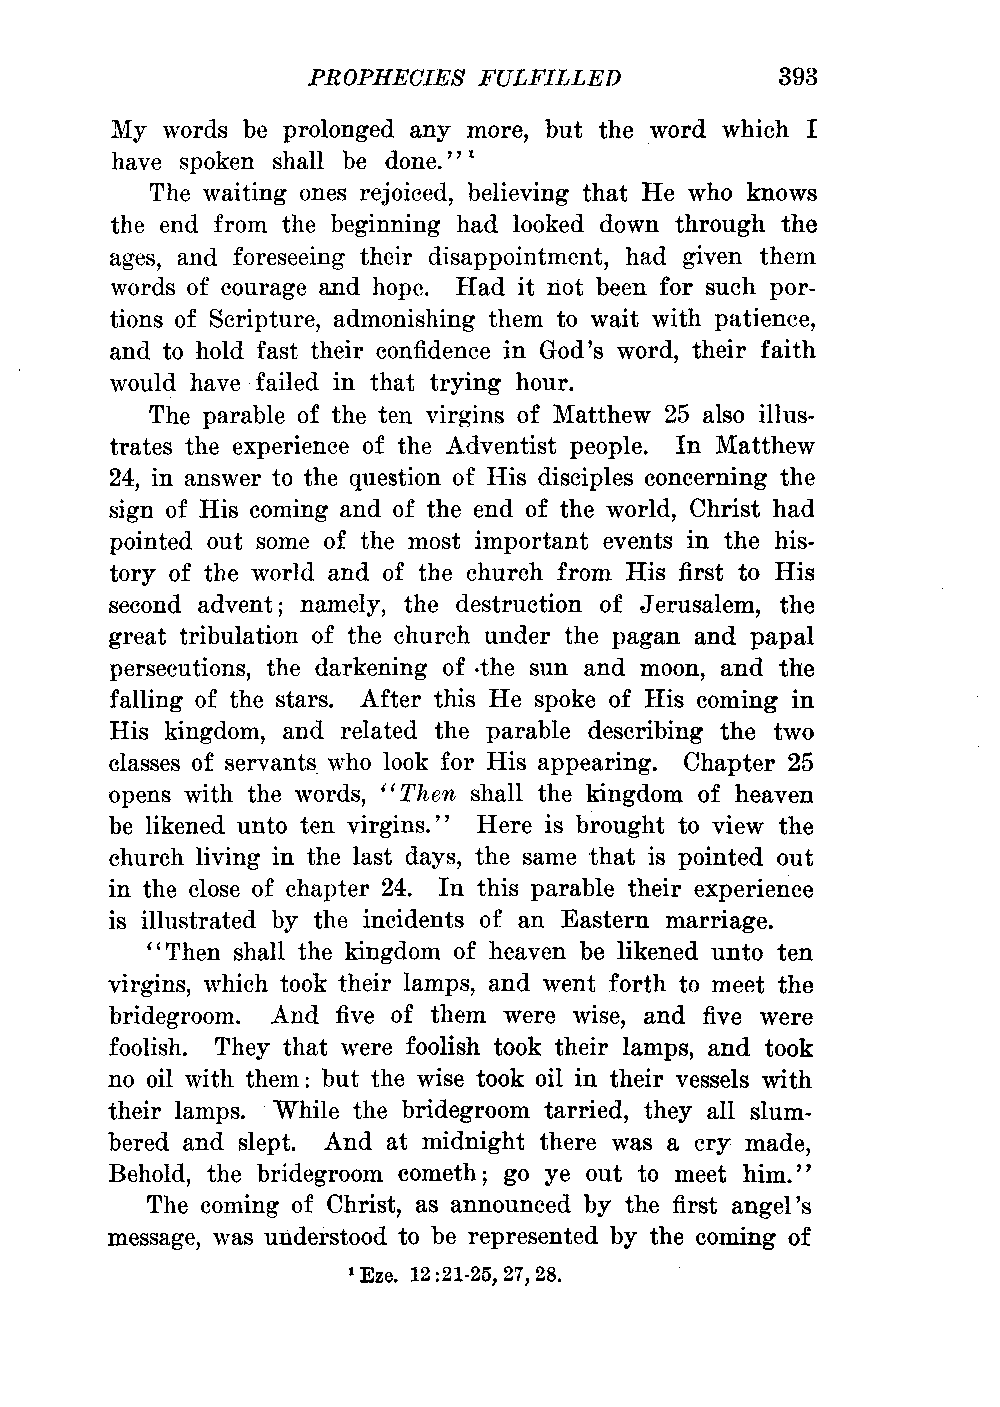 PROPHECIES FULFILLED 393
My words be prolonged any more, but the word which I
have spoken shall be done.''¹
The waiting ones rejoiced, believing that He who knows
the end from the beginning had looked down through the
ages, and foreseeing their disappointment, had given them
words of courage and hope. Had it not been for such por-
tions of Scripture, admonishing them to wait with patience,
and to hold fast their confidence in God's word, their faith
would have failed in that trying hour.
The parable of the ten virgins of Matthew 25 also illus-
trates the experience of the Adventist people. In Matthew
24, in answer to the question of His disciples concerning the
sign of His coming and of the end of the world, Christ had
pointed out some of the most important events in the his-
tory of the world and of the church from His first to His
second advent; namely, the destruction of Jerusalem, the
great tribulation of the church under the pagan and papal
persecutions, the darkening of the sun and moon, and the
falling of the stars. After this He spoke of His coming in
His kingdom, and related the parable describing the two
classes of servants who look for His appearing. Chapter 25
opens with the words, ''Then shall the kingdom of heaven
be likened unto ten virgins.'' Here is brought to view the
church living in the last days, the same that is pointed out
in the close of chapter 24. In this parable their experience
is illustrated by the incidents of an Eastern marriage.
''Then shall the kingdom of heaven be likened unto ten
virgins, which took their lamps, and went forth to meet the
bridegroom. And five of them were wise, and five were
foolish. They that were foolish took their lamps, and took
no oil with them: but the wise took oil in their vessels with
their lamps. While the bridegroom tarried, they all slum-
bered and slept. And at midnight there was a cry made,
Behold, the bridegroom cometh; go ye out to meet him.''
The coming of Christ, as announced by the first angel's
message, was understood to be represented by the coming of
¹ Eze. 12:21-25, 27, 28.